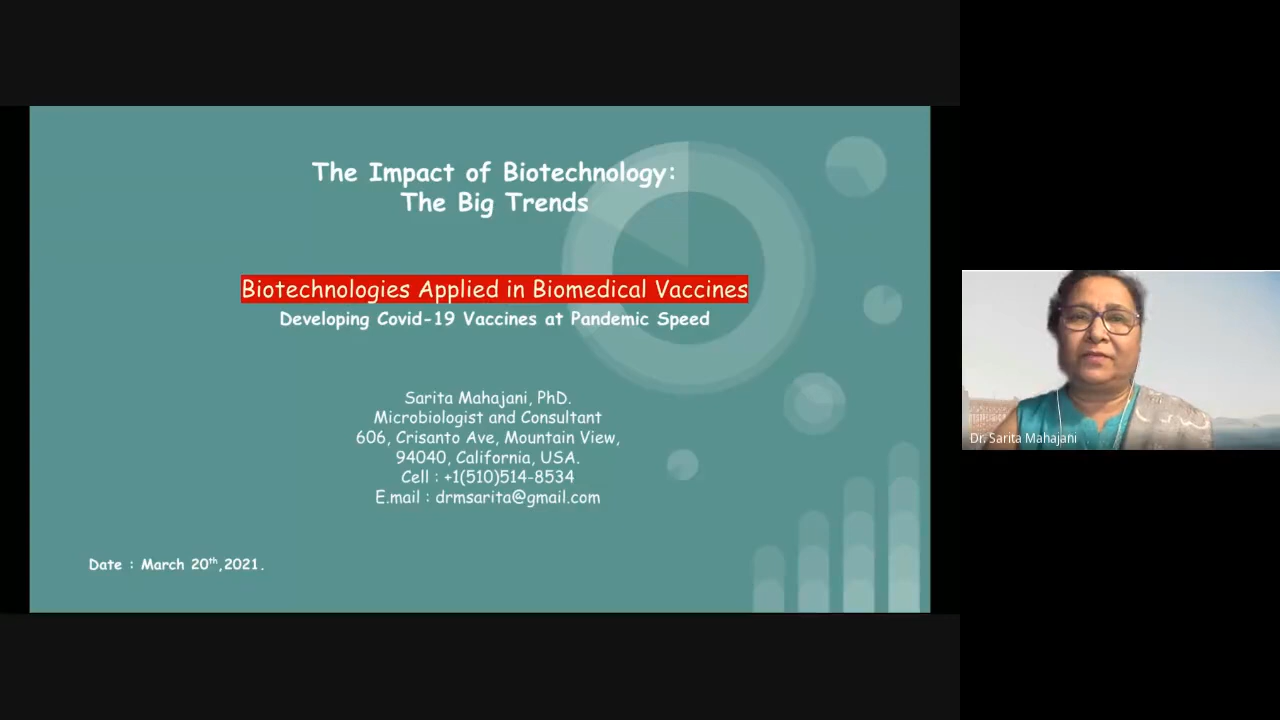 The Impact of Biotechnology:
The Big Trends
Biotechnologies Applied in Biomedical Vaccines
Developing Covid-19 Vaccines at Pandemic Speed
Sarita Mahajani, PhD.
Microbiologist and Consultant
606, Crisanto Ave, Mountain View,
94040, California, USA.
Cell : +1(510)514-8534
E.mail : drmsarita@gmail.com
Date : March 20th,2021.
Dr. Sarita Mahajani